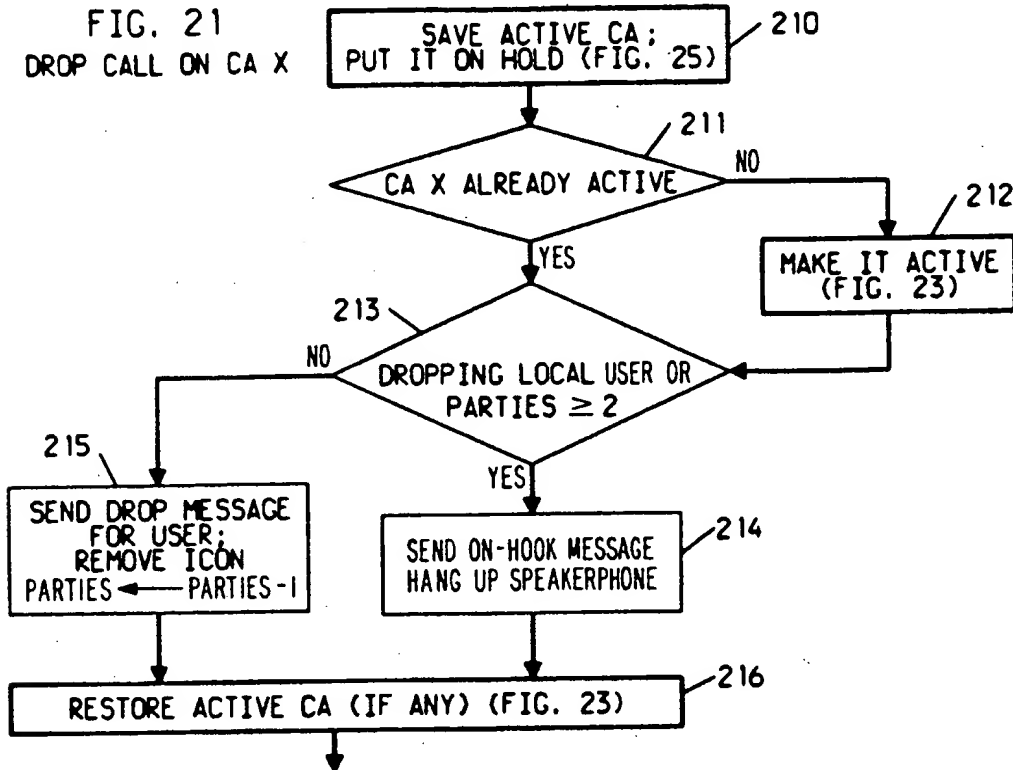 FIG. 21
DROP CALL ON CA X
SAVE ACTIVE CA;
PUT IT ON HOLD (FIG. 25)
210
211
CA X ALREADY ACTIVE
NO
YES
212
MAKE IT ACTIVE
(FIG. 23)
213
NO
DROPPING LOCAL USER OR
PARTIES ≥ 2
YES
215
SEND DROP MESSAGE
FOR USER;
REMOVE ICON
PARTIES ← PARTIES-1
SEND ON-HOOK MESSAGE
HANG UP SPEAKERPHONE
214
RESTORE ACTIVE CA (IF ANY) (FIG. 23)
216